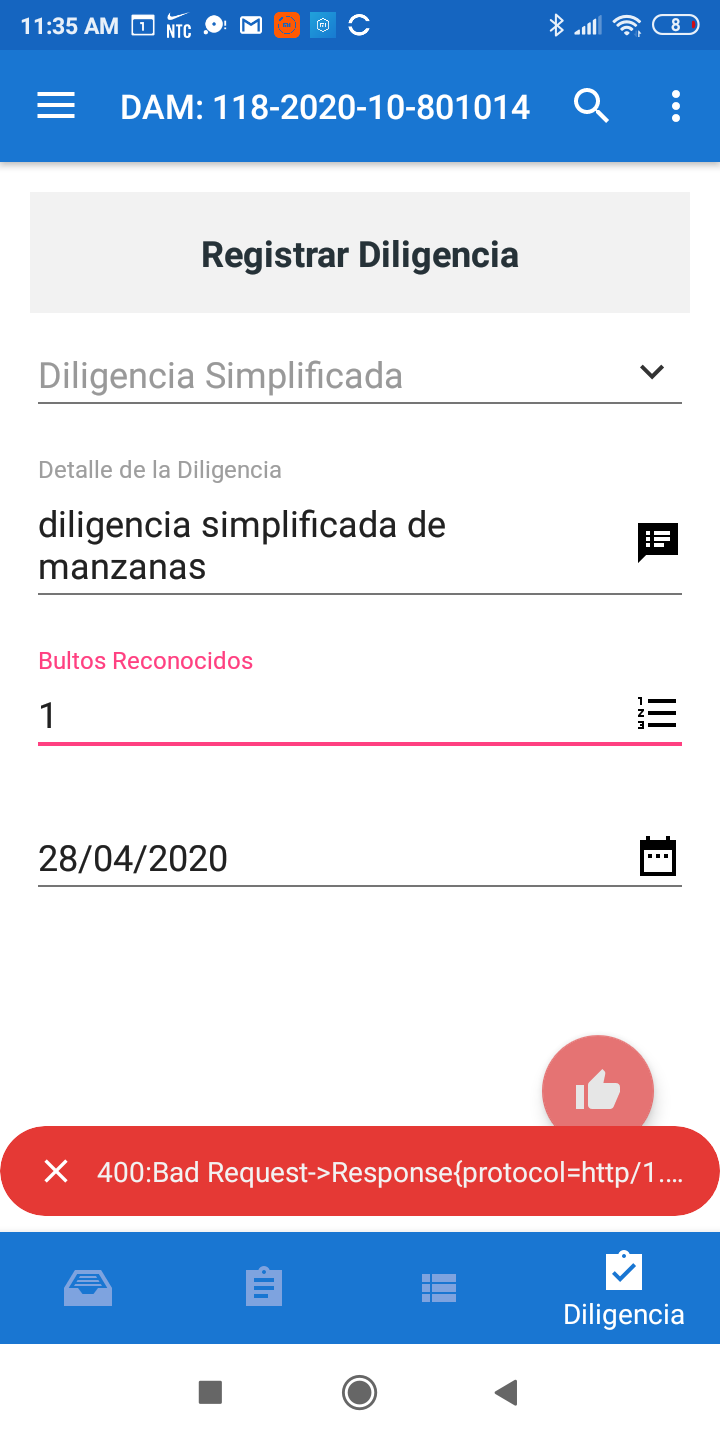 11:35 AM
1
NTC
8
DAM: 118-2020-10-801014
Registrar Diligencia
Diligencia Simplificada
Detalle de la Diligencia
diligencia simplificada de
manzanas
Bultos Reconocidos
1
28/04/2020
400:Bad Request->Response{protocol=http/1....
Diligencia